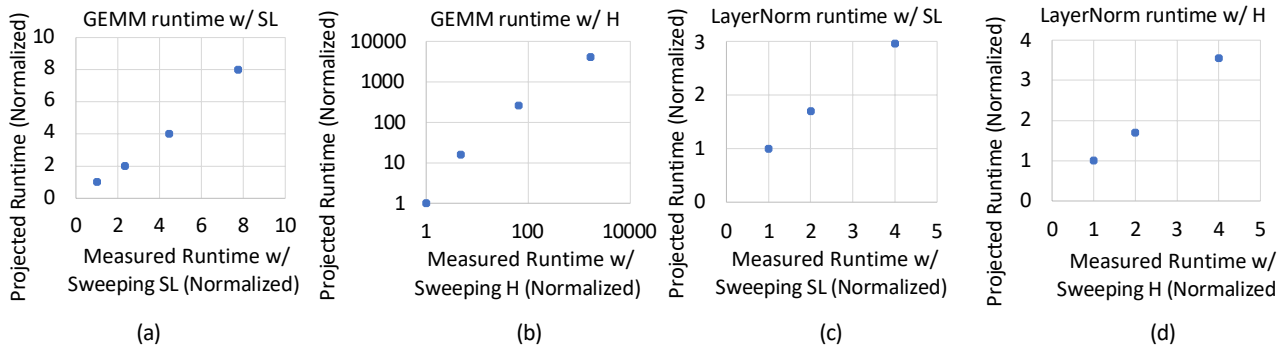 GEMM runtime w/ SL
Projected Runtime (Normalized)
10
8
6
4
2
0
0 2 4 6 8 10
Measured Runtime w/
Sweeping SL (Normalized)
(a)
GEMM runtime w/ H
Projected Runtime (Normalized)
10000
1000
100
10
1
1 100 10000
Measured Runtime w/
Sweeping H (Normalized)
(b)
LayerNorm runtime w/ SL
Projected Runtime (Normalized)
3
2
1
0
0 1 2 3 4 5
Measured Runtime w/
Sweeping SL (Normalized)
(c)
LayerNorm runtime w/ H
Projected Runtime (Normalized)
4
3
2
1
0
0 1 2 3 4 5
Measured Runtime w/
Sweeping H (Normalized
(d)